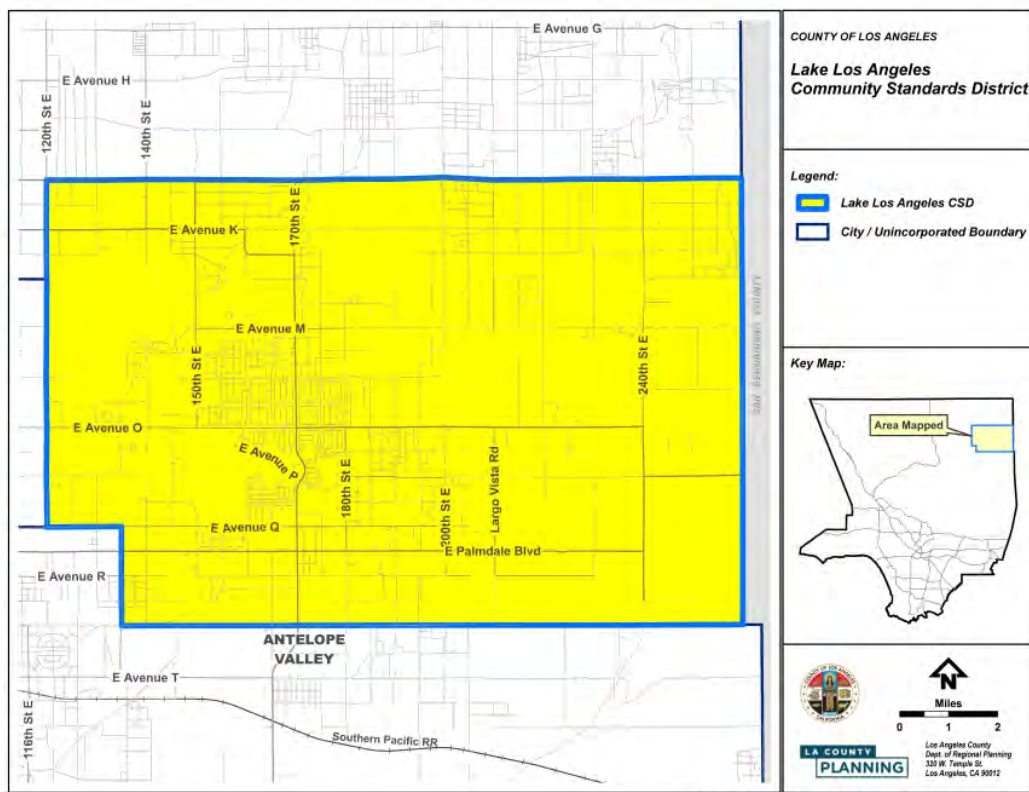 E Avenue G
E Avenue H
120th St E
140th St E
170th St E
E Avenue K
E Avenue M
150th St E
240th St E
SAN BERNARDINO COUNTY
E Avenue O
E Avenue P
180th St E
200th St E
Largo Vista Rd
E Avenue Q
E Palmdale Blvd
E Avenue R
ANTELOPE
VALLEY
E Avenue T
116th St E
Southern Pacific RR
COUNTY OF LOS ANGELES
Lake Los Angeles
Community Standards District
Legend:
Lake Los Angeles CSD
City / Unincorporated Boundary
Key Map:
Area Mapped
N
Miles
0 1 2
LA COUNTY
PLANNING
Los Angeles County
Dept. of Regional Planning
320 W. Temple St.
Los Angeles, CA 90012